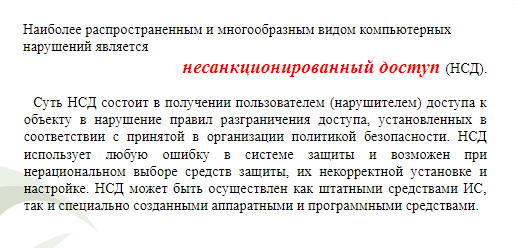 Наиболее распространенным и многообразным видом компьютерных
нарушений является
несанкционированный доступ (НСД).
Суть НСД состоит в получении пользователем (нарушителем) доступа к
объекту в нарушение правил разграничения доступа, установленных в
соответствии с принятой в организации политикой безопасности. НСД
использует любую ошибку в системе защиты и возможен при
нерациональном выборе средств защиты, их некорректной установке и
настройке. НСД может быть осуществлен как штатными средствами ИС,
так и специально созданными аппаратными и программными средствами.